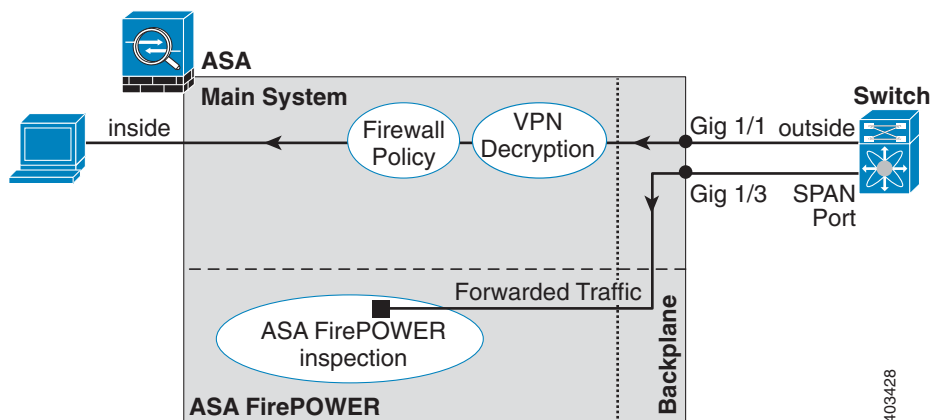 ASA
Main System
Switch
inside
Firewall
Policy
VPN
Decryption
Gig 1/1
outside
Gig 1/3
SPAN
Port
Forwarded Traffic
ASA FirePOWER
inspection
Backplane
ASA FirePOWER
403428